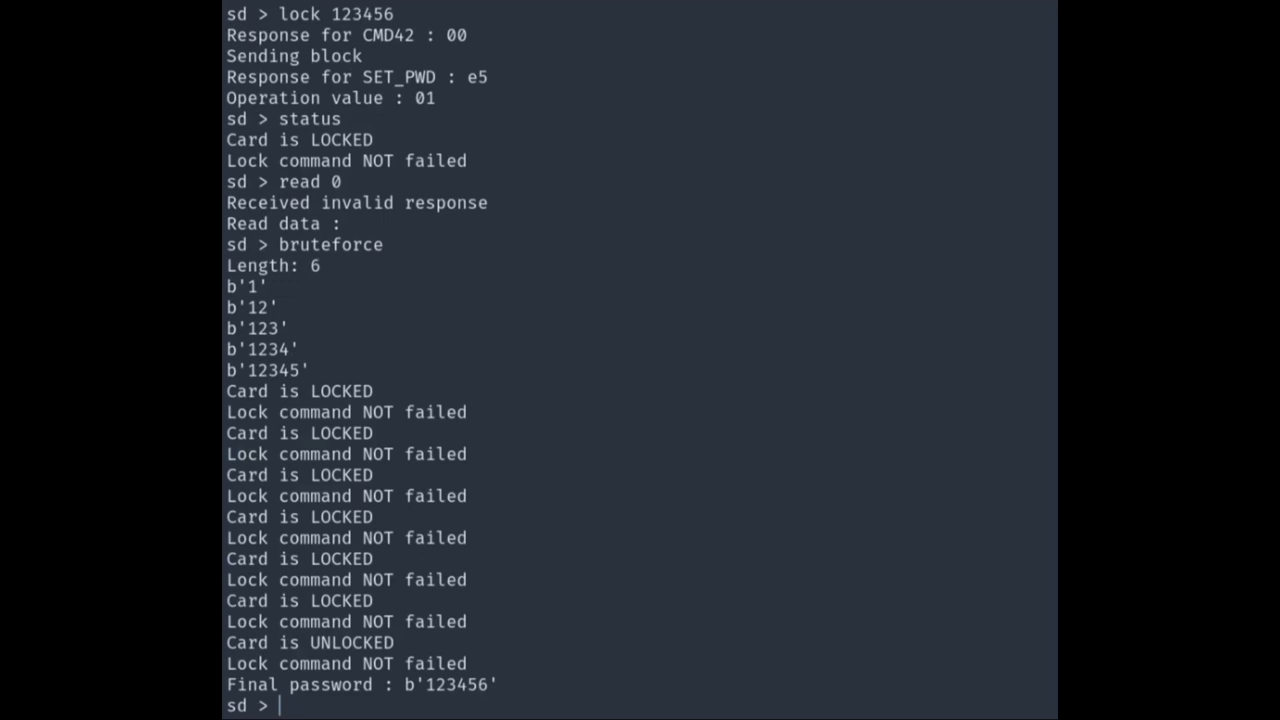 sd > lock 123456
Response for CMD42 : 00
Sending block
Response for SET_PWD : e5
Operation value : 01
sd > status
Card is LOCKED
Lock command NOT failed
sd > read 0
Received invalid response
Read data :
sd > bruteforce
Length: 6
b'1'
b'12'
b'123'
b'1234'
b'12345'
Card is LOCKED
Lock command NOT failed
Card is LOCKED
Lock command NOT failed
Card is LOCKED
Lock command NOT failed
Card is LOCKED
Lock command NOT failed
Card is LOCKED
Lock command NOT failed
Card is LOCKED
Lock command NOT failed
Card is UNLOCKED
Lock command NOT failed
Final password : b'123456'
sd >